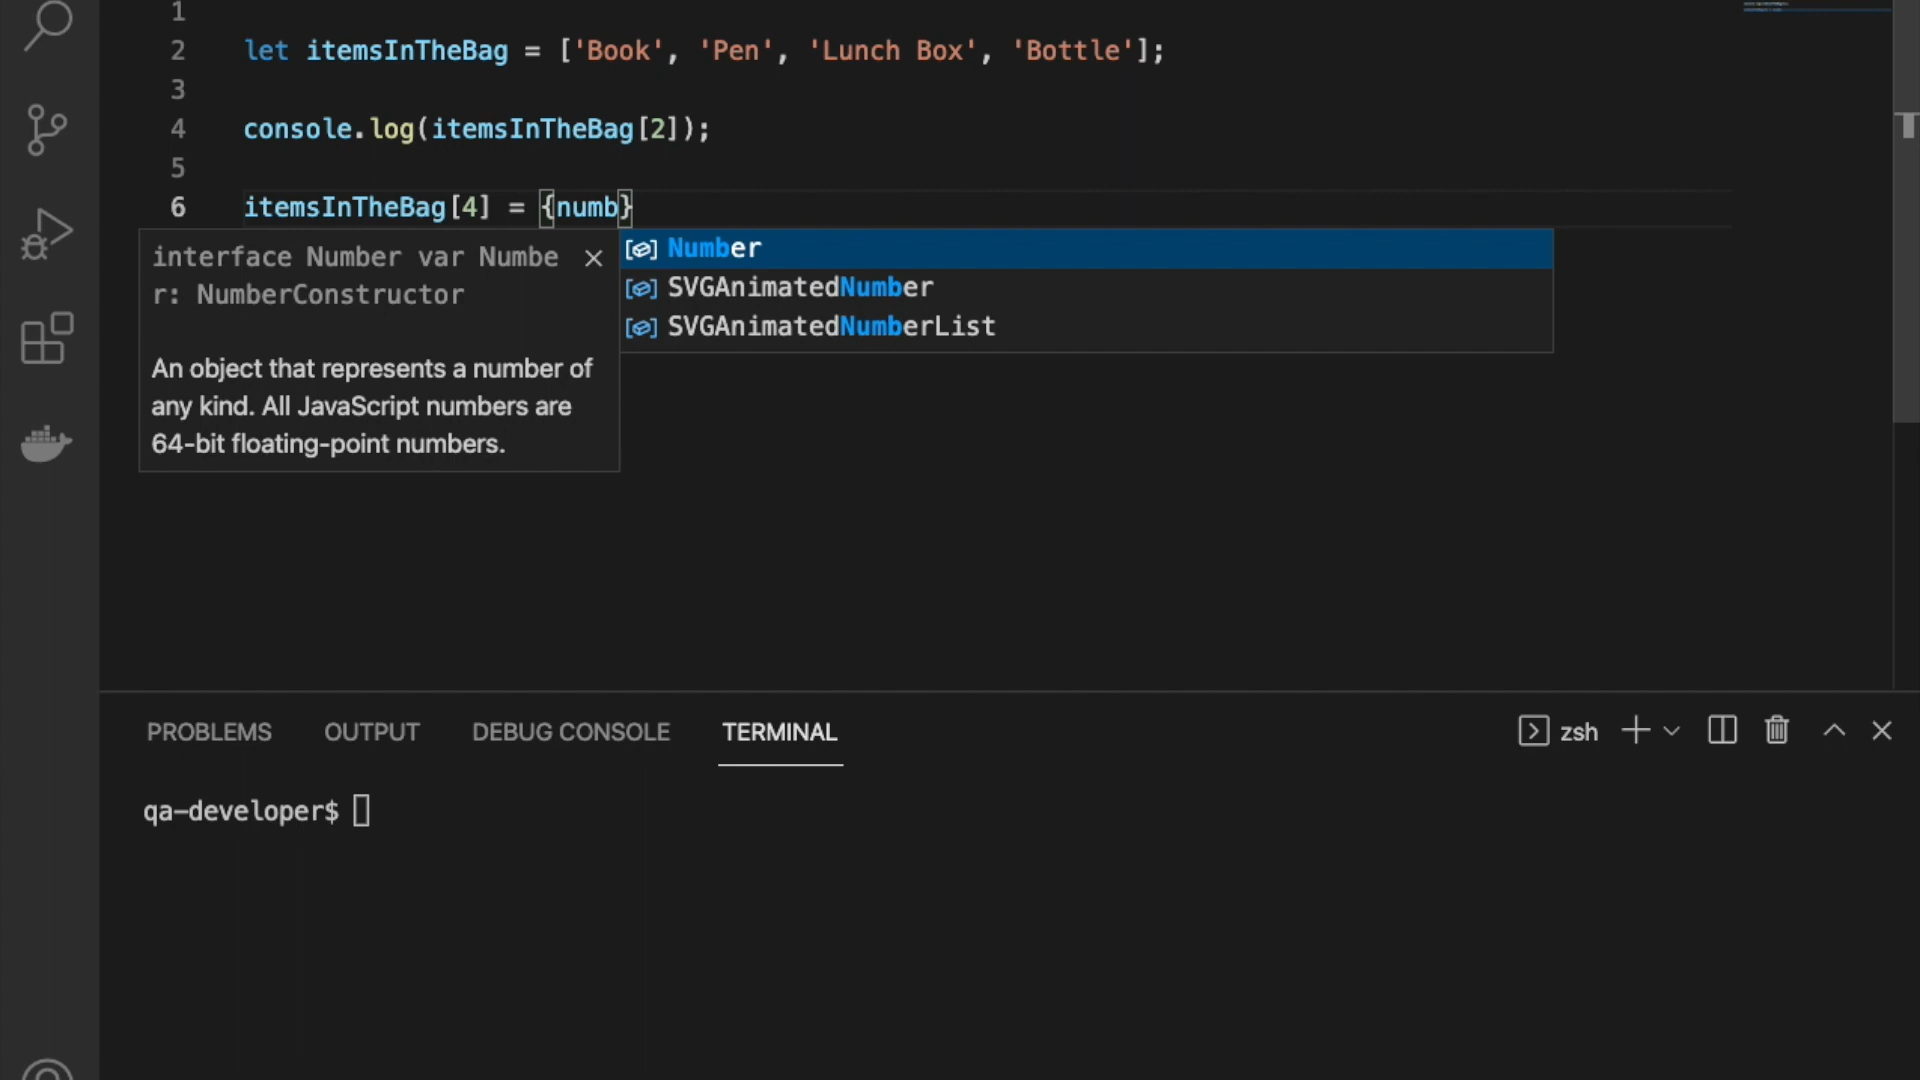 1
2 let itemsInTheBag = ['Book', 'Pen', 'Lunch Box', 'Bottle'];
3
4 console.log(itemsInTheBag[2]);
5
6 itemsInTheBag[4] = {numb}
interface Number var Numbe
r: NumberConstructor
An object that represents a number of
any kind. All JavaScript numbers are
64-bit floating-point numbers.
Number
SVGAnimatedNumber
SVGAnimatedNumberList
PROBLEMS OUTPUT DEBUG CONSOLE TERMINAL zsh
qa-developer$